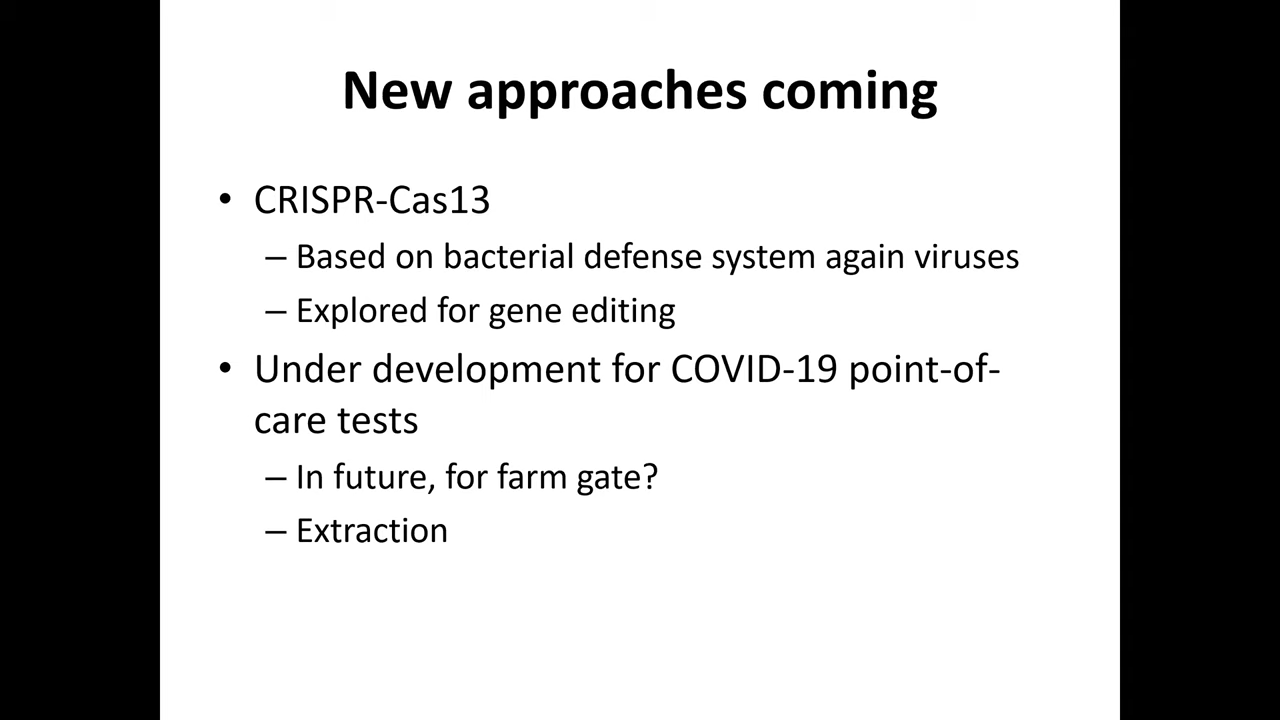 New approaches coming
• CRISPR-Cas13
– Based on bacterial defense system again viruses
– Explored for gene editing
• Under development for COVID-19 point-of-
care tests
– In future, for farm gate?
– Extraction